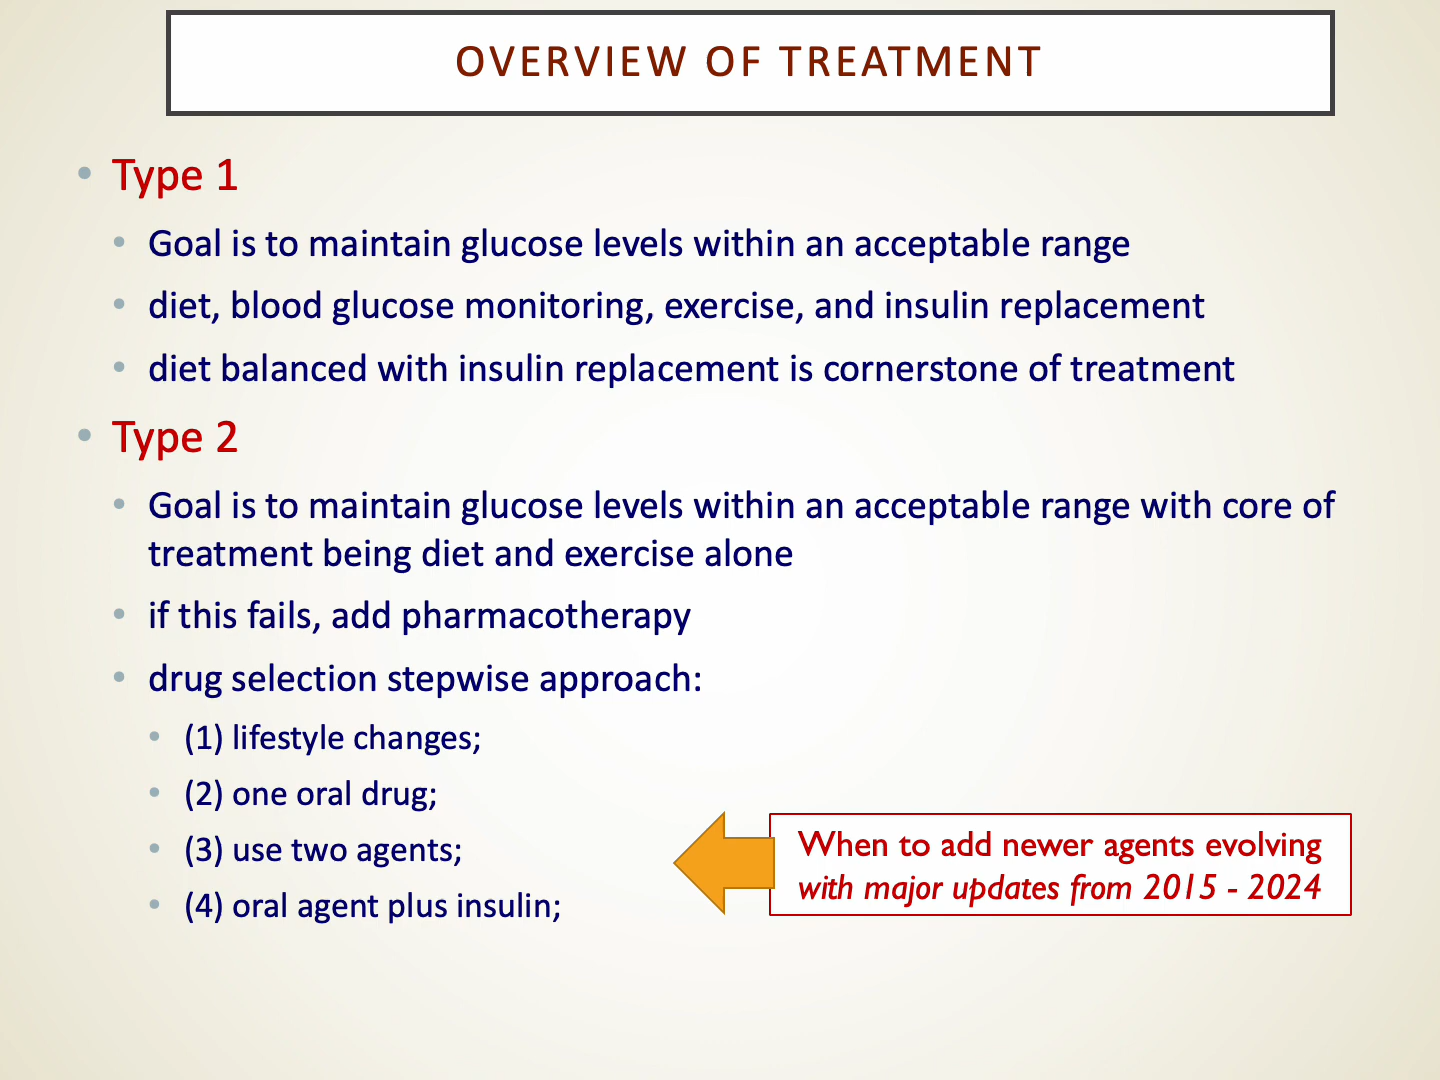 OVERVIEW OF TREATMENT
• Type 1
• Goal is to maintain glucose levels within an acceptable range
• diet, blood glucose monitoring, exercise, and insulin replacement
• diet balanced with insulin replacement is cornerstone of treatment
• Type 2
• Goal is to maintain glucose levels within an acceptable range with core of
treatment being diet and exercise alone
• if this fails, add pharmacotherapy
• drug selection stepwise approach:
• (1) lifestyle changes;
• (2) one oral drug;
• (3) use two agents;
• (4) oral agent plus insulin;
When to add newer agents evolving
with major updates from 2015 - 2024